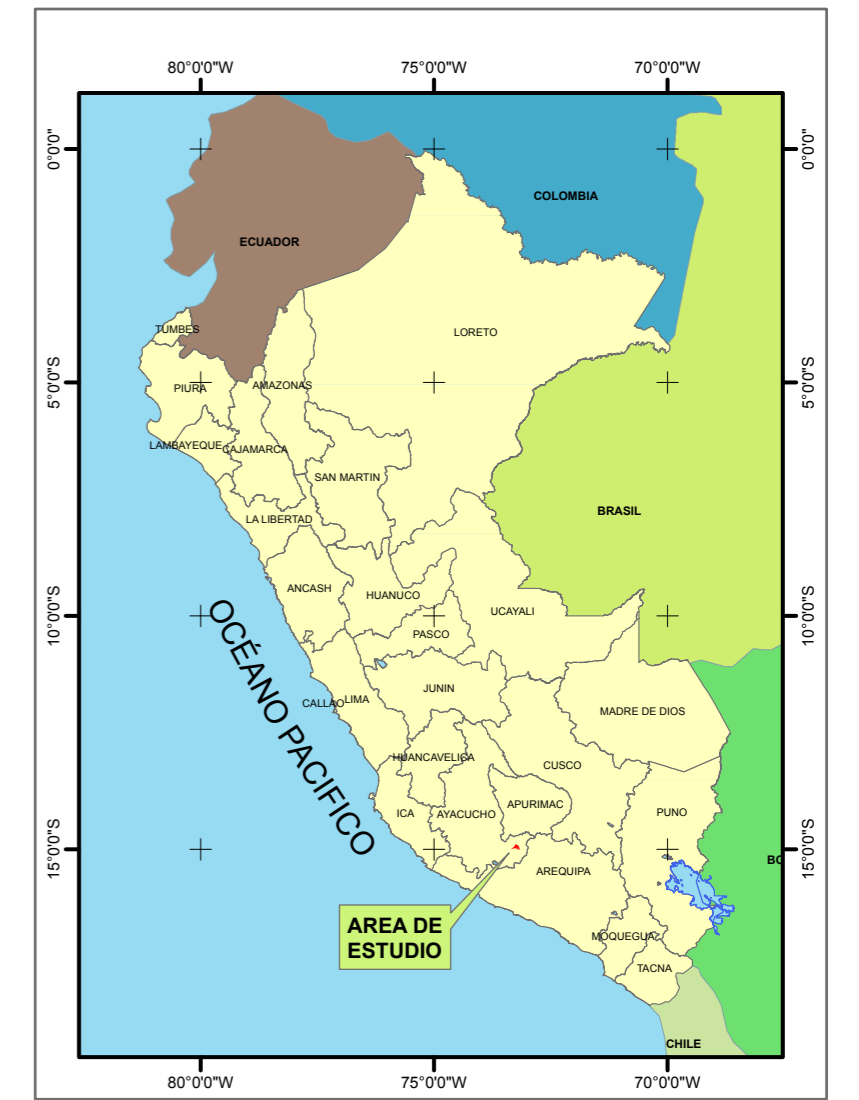 80°0'0"W 75°0'0"W 70°0'0"W
0°0'0" 0°0'0"
COLOMBIA
ECUADOR
TUMBES
LORETO
5°0'0"S 5°0'0"S
PIURA
AMAZONAS
LAMBAYEQUE
CAJAMARCA
SAN MARTIN
BRASIL
LA LIBERTAD
ANCASH
HUANUCO
UCAYALI
10°0'0"S 10°0'0"S
PASCO
OCÉANO PACIFICO
JUNIN
CALLAO
LIMA
MADRE DE DIOS
HUANCAVELICA
CUSCO
APURIMAC
PUNO
ICA
AYACUCHO
15°0'0"S 15°0'0"S
BO
AREQUIPA
AREA DE
ESTUDIO
MOQUEGUA
TACNA
CHILE
80°0'0"W 75°0'0"W 70°0'0"W